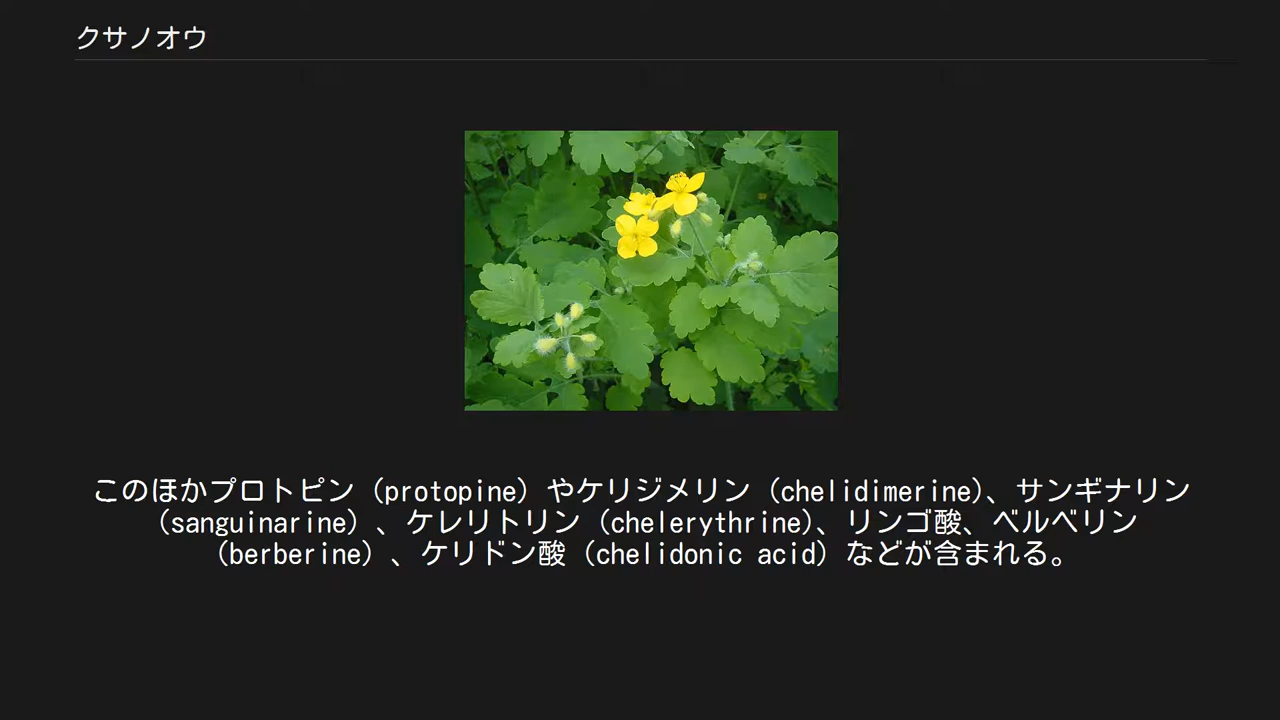 クサノオウ
このほかプロトピン（protopine）やケリジメリン（chelidimerine）、サンギナリン
（sanguinarine）、ケレリトリン（chelerythrine）、リンゴ酸、ベルベリン
（berberine）、ケリドン酸（chelidonic acid）などが含まれる。